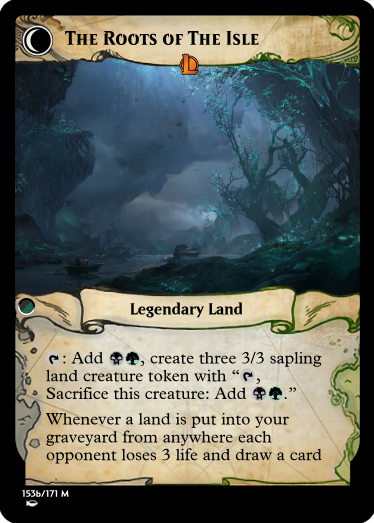 The Roots of The Isle
Legendary Land
: Add , create three 3/3 sapling
land creature token with “ ,
Sacrifice this creature: Add .”
Whenever a land is put into your
graveyard from anywhere each
opponent loses 3 life and draw a card
153b/171 M